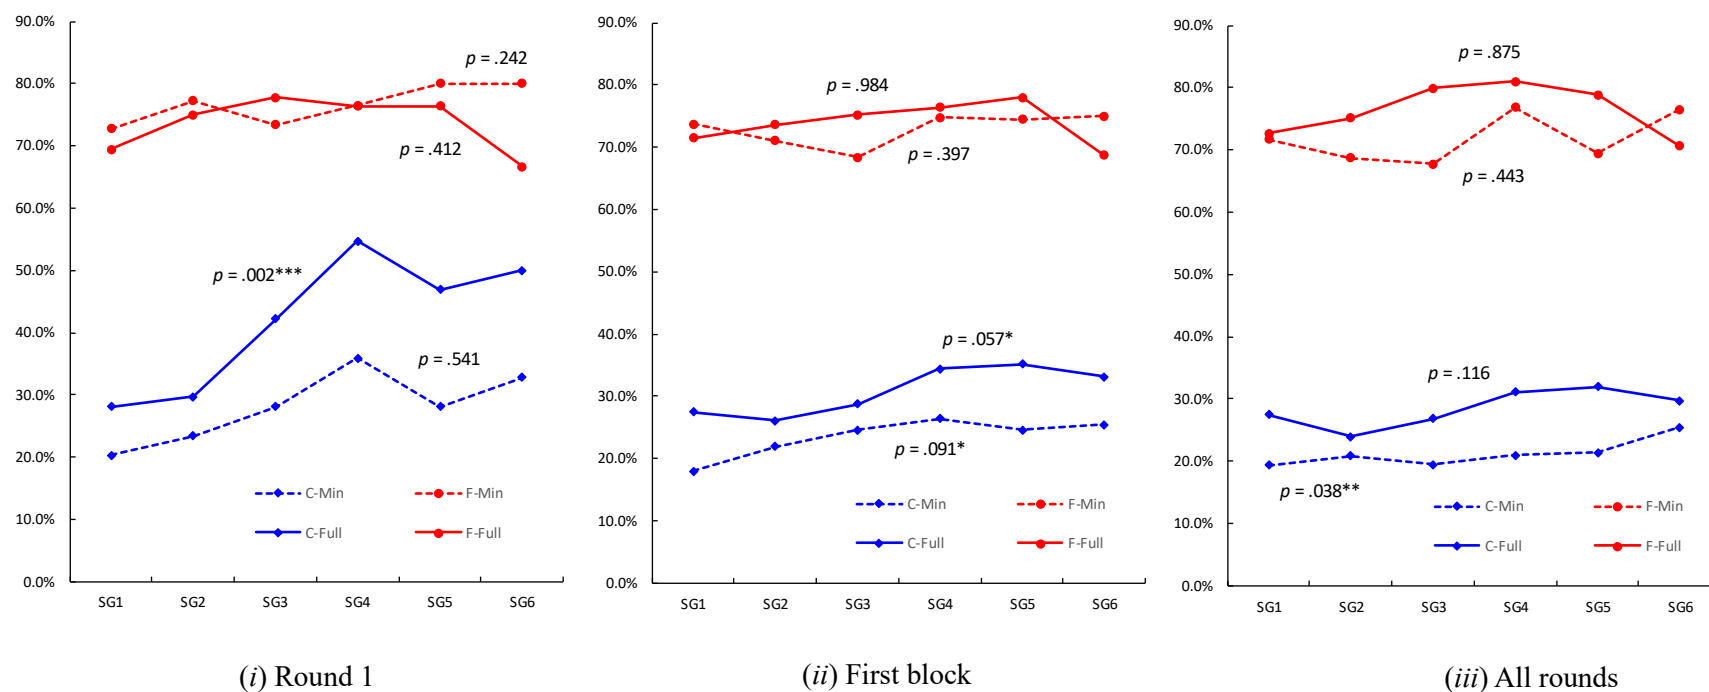 90.0%
80.0%
70.0%
60.0%
50.0%
40.0%
30.0%
20.0%
10.0%
0.0%
p = .242
p = .412
p = .002***
p = .541
C-Min
F-Min
C-Full
F-Full
SG1 SG2 SG3 SG4 SG5 SG6
(i) Round 1
90.0%
80.0%
70.0%
60.0%
50.0%
40.0%
30.0%
20.0%
10.0%
0.0%
p = .984
p = .397
p = .057*
p = .091*
C-Min
F-Min
C-Full
F-Full
SG1 SG2 SG3 SG4 SG5 SG6
(ii) First block
90.0%
80.0%
70.0%
60.0%
50.0%
40.0%
30.0%
20.0%
10.0%
0.0%
p = .875
p = .443
p = .116
p = .038**
C-Min
F-Min
C-Full
F-Full
SG1 SG2 SG3 SG4 SG5 SG6
(iii) All rounds